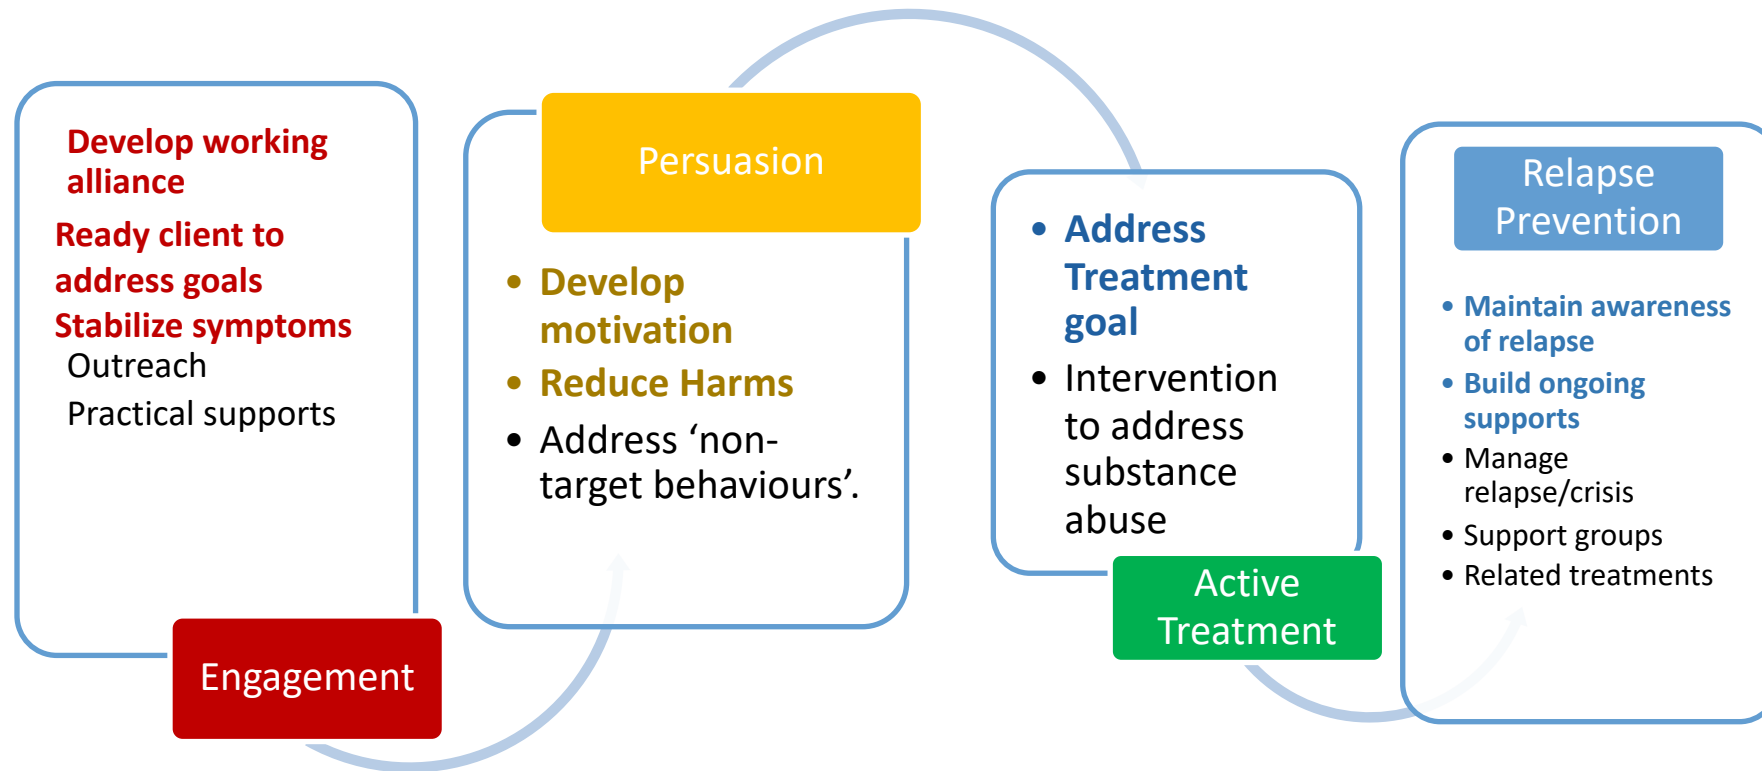 Develop working
alliance
Ready client to
address goals
Stabilize symptoms
Outreach
Practical supports
Engagement
Persuasion
• Develop
motivation
• Reduce Harms
• Address ‘non-
target behaviours’.
• Address
Treatment
goal
• Intervention
to address
substance
abuse
Active
Treatment
Relapse
Prevention
• Maintain awareness
of relapse
• Build ongoing
supports
• Manage
relapse/crisis
• Support groups
• Related treatments